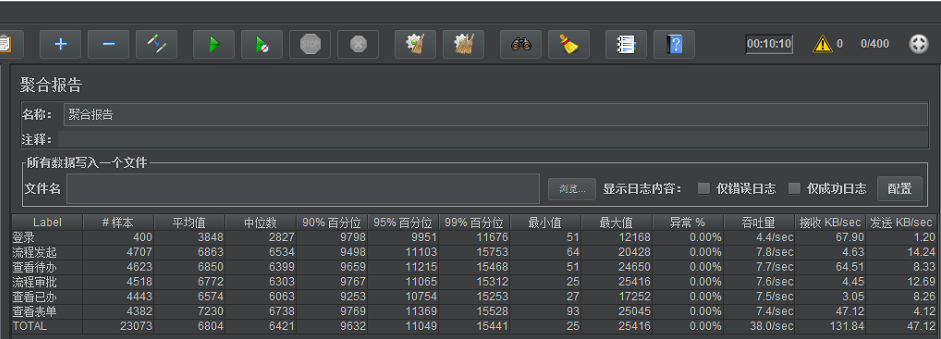 00:10:10 0 0/400
聚合报告
名称: 聚合报告
注释:
所有数据写入一个文件
文件名 浏览... 显示日志内容: 仅错误日志 仅成功日志 配置
Label # 样本 平均值 中位数 90% 百分位 95% 百分位 99% 百分位 最小值 最大值 异常 % 吞吐量 接收 KB/sec 发送 KB/sec
登录 400 3848 2827 9798 9951 11676 51 12168 0.00% 4.4/sec 67.90 1.20
流程发起 4707 6863 6534 9498 11103 15753 64 20428 0.00% 7.8/sec 4.63 14.24
查看待办 4623 6850 6399 9659 11215 15468 51 24650 0.00% 7.7/sec 64.51 8.33
流程审批 4518 6772 6303 9767 11065 15312 25 25416 0.00% 7.6/sec 4.45 12.69
查看已办 4443 6574 6063 9253 10754 15253 27 17252 0.00% 7.5/sec 3.05 8.26
查看表单 4382 7230 6738 9769 11369 15528 93 25045 0.00% 7.4/sec 47.12 4.12
TOTAL 23073 6804 6421 9632 11049 15441 25 25416 0.00% 38.0/sec 131.84 47.12